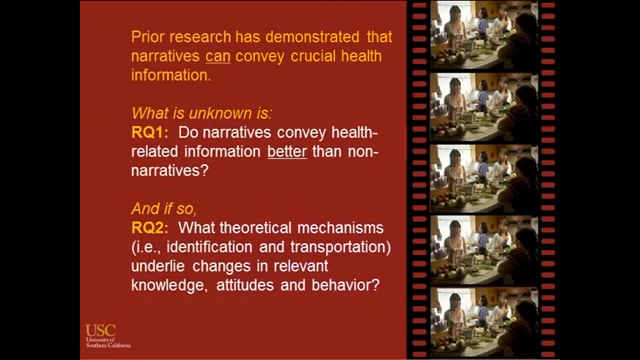 Prior research has demonstrated that
narratives can convey crucial health
information.
What is unknown is:
RQ1: Do narratives convey health-
related information better than non-
narratives?
And if so,
RQ2: What theoretical mechanisms
(i.e., identification and transportation)
underlie changes in relevant
knowledge, attitudes and behavior?
USC
University of
Southern California